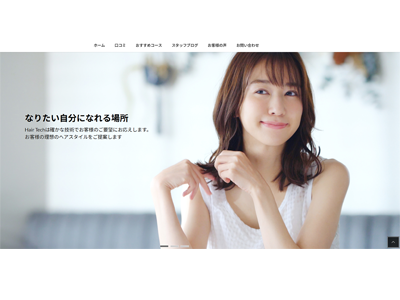 ホーム 口コミ おすすめコース スタッフブログ お客様の声 お問い合わせ
なりたい自分になれる場所
Hair Techは確かな技術でお客様のご要望にお応えします。
お客様の理想のヘアスタイルをご提案します